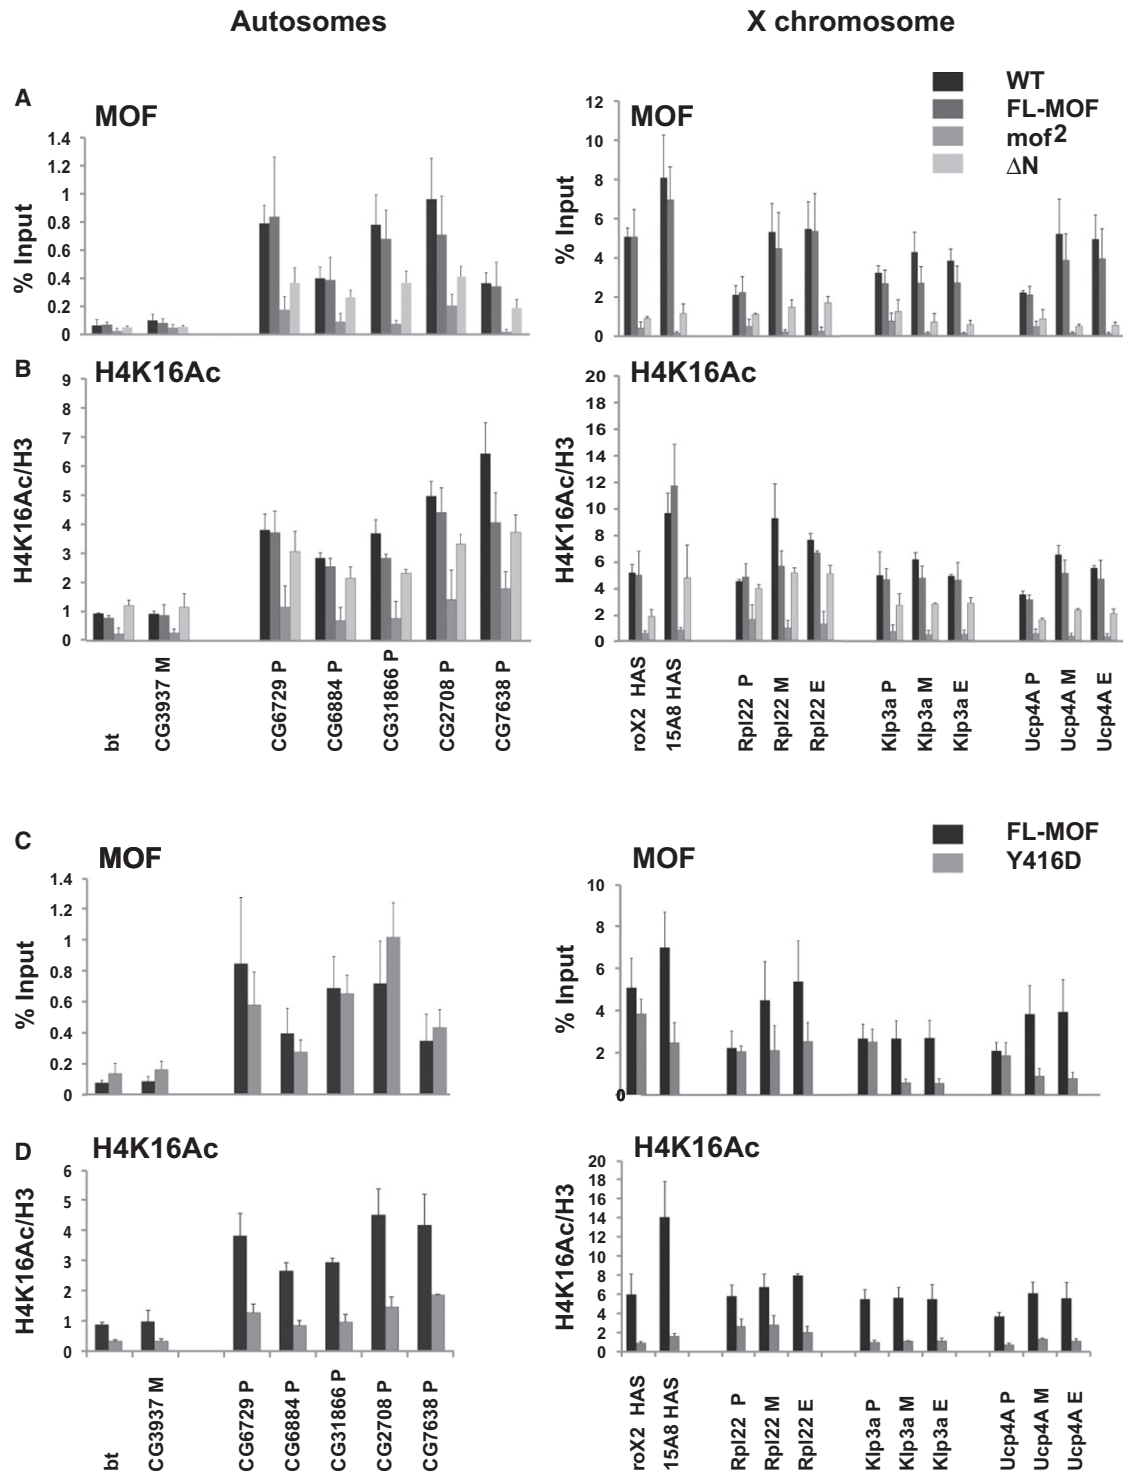 Autosomes
X chromosome
WT
FL-MOF
mof2
ΔN
A
MOF
% Input
1.4
1.2
1
0.8
0.6
0.4
0.2
0
MOF
% Input
12
10
8
6
4
2
0
B
H4K16Ac
H4K16Ac/H3
9
8
7
6
5
4
3
2
1
0
bt
CG3937 M
CG6729 P
CG6884 P
CG31866 P
CG2708 P
CG7638 P
H4K16Ac
H4K16Ac/H3
20
18
16
14
12
10
8
6
4
2
0
roX2 HAS
15A8 HAS
Rpl22 P
Rpl22 M
Rpl22 E
Klp3a P
Klp3a M
Klp3a E
Ucp4A P
Ucp4A M
Ucp4A E
FL-MOF
Y416D
C
MOF
% Input
1.4
1.2
1
0.8
0.6
0.4
0.2
0
MOF
% Input
10
8
6
4
2
0
D
H4K16Ac
H4K16Ac/H3
6
5
4
3
2
1
0
bt
CG3937 M
CG6729 P
CG6884 P
CG31866 P
CG2708 P
CG7638 P
H4K16Ac
H4K16Ac/H3
20
18
16
14
12
10
8
6
4
2
0
roX2 HAS
15A8 HAS
Rpl22 P
Rpl22 M
Rpl22 E
Klp3a P
Klp3a M
Klp3a E
Ucp4A P
Ucp4A M
Ucp4A E